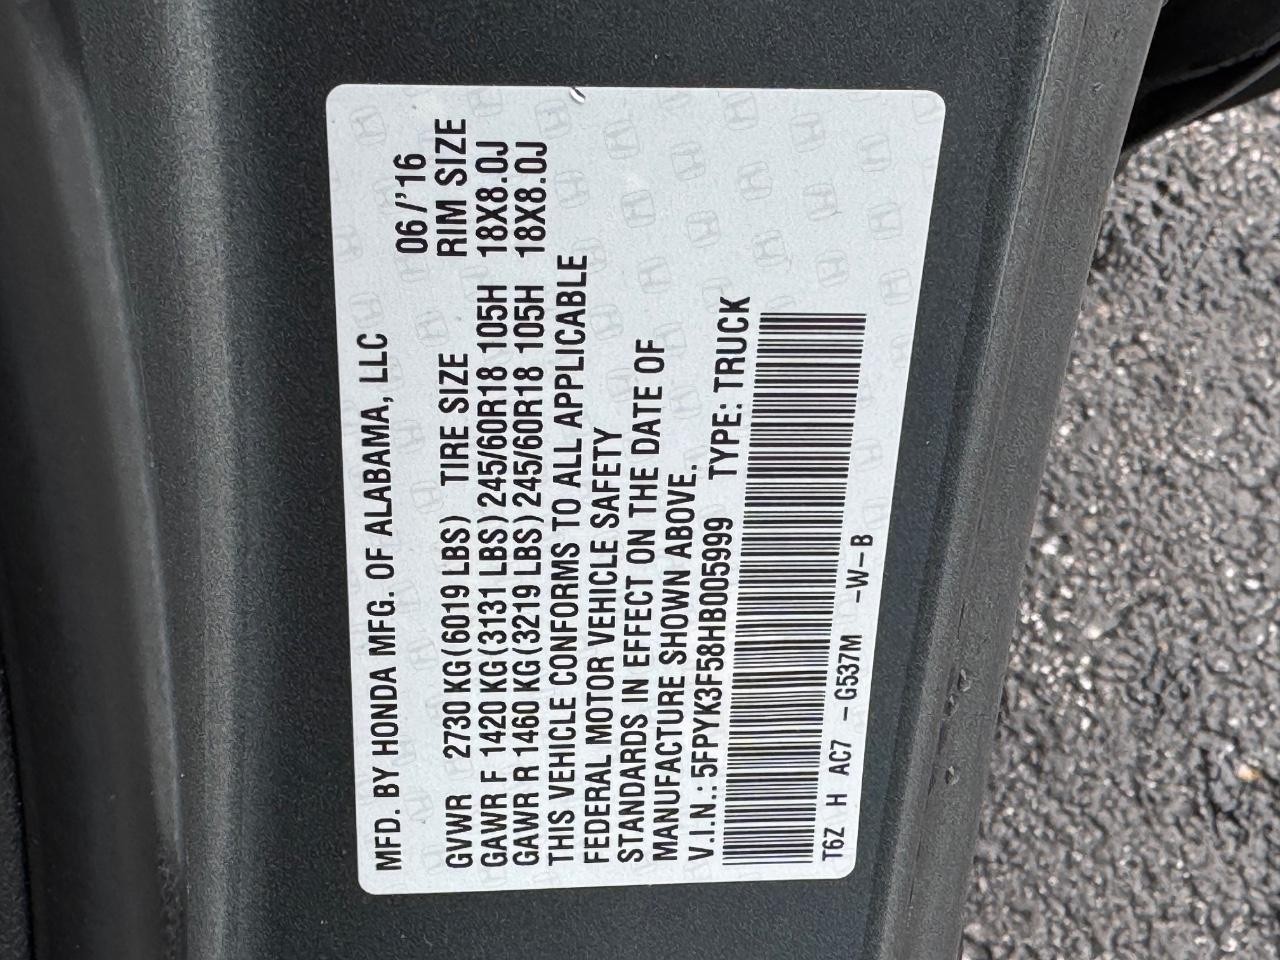 MFD. BY HONDA MFG. OF ALABAMA, LLC
06/'16
GVWR 2730 KG (6019 LBS) TIRE SIZE RIM SIZE
GAWR F 1420 KG (3131 LBS) 245/60R18 105H 18X8.0J
GAWR R 1460 KG (3219 LBS) 245/60R18 105H 18X8.0J
THIS VEHICLE CONFORMS TO ALL APPLICABLE
FEDERAL MOTOR VEHICLE SAFETY
STANDARDS IN EFFECT ON THE DATE OF
MANUFACTURE SHOWN ABOVE.
V.I.N.: 5FPYK3F58HB005999 TYPE: TRUCK
T6Z H AC7 -G537M -W-B